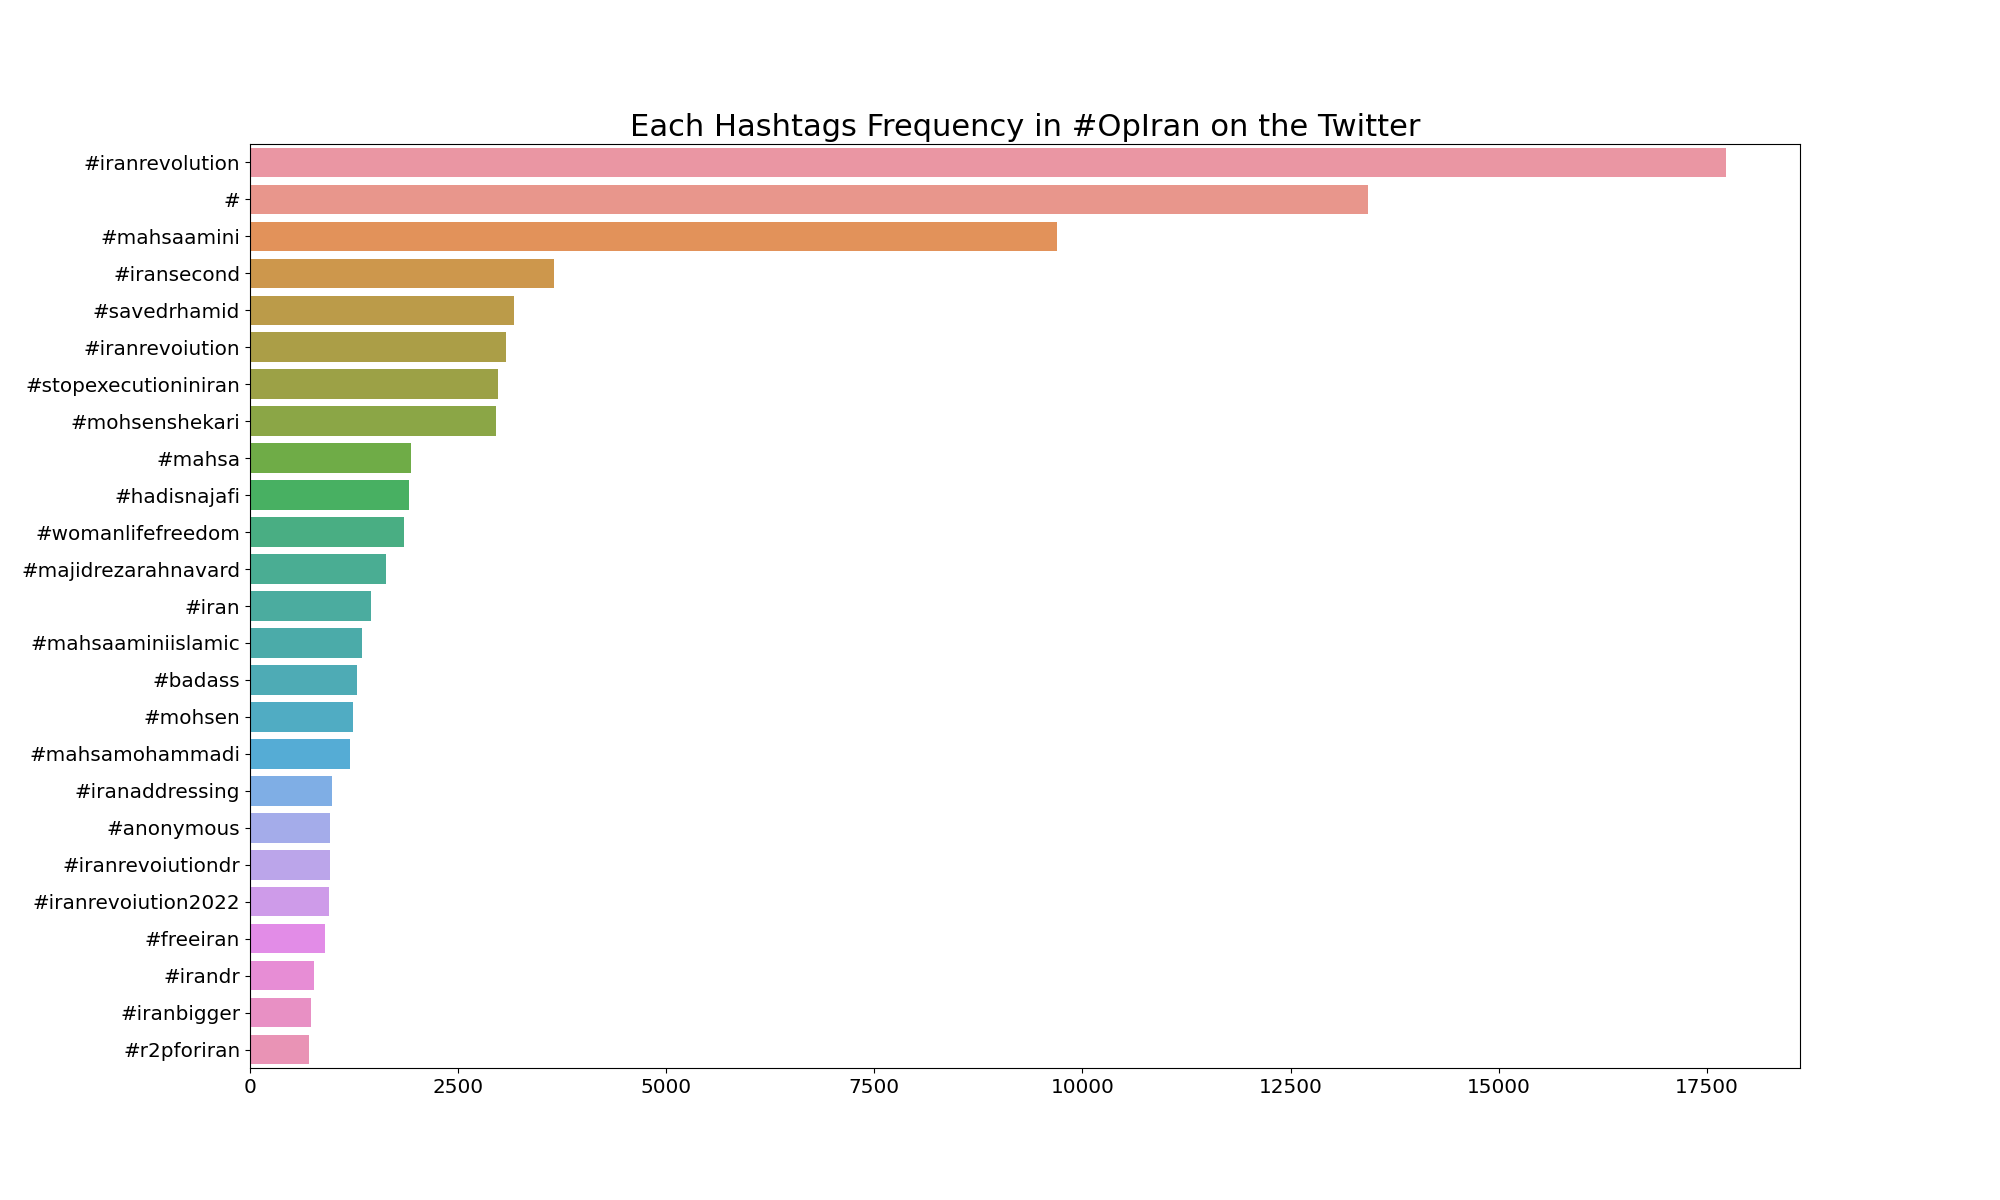 Each Hashtags Frequency in #OpIran on the Twitter
#iranrevolution
#
#mahsaamini
#iransecond
#savedrhamid
#iranrevoiution
#stopexecutioniniran
#mohsenshekari
#mahsa
#hadisnajafi
#womanlifefreedom
#majidrezarahnavard
#iran
#mahsaaminiislamic
#badass
#mohsen
#mahsamohammadi
#iranaddressing
#anonymous
#iranrevoiutiondr
#iranrevoiution2022
#freeiran
#irandr
#iranbigger
#r2pforiran
0 2500 5000 7500 10000 12500 15000 17500